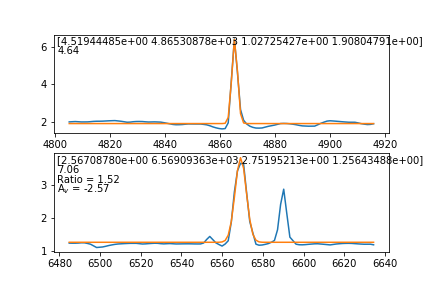 [4.51944485e+00 4.86530878e+03 1.02725427e+00 1.90804791e+00]
4.64
6
4
2
4800 4820 4840 4860 4880 4900 4920
[2.56708780e+00 6.56909363e+03 2.75195213e+00 1.25643488e+00]
7.06
Ratio = 1.52
Av = -2.57
3
2
1
6480 6500 6520 6540 6560 6580 6600 6620 6640